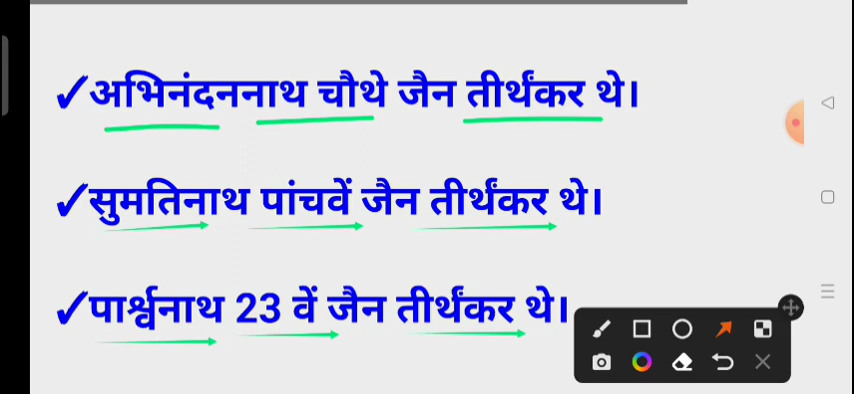 ✓अभिनंदननाथ चौथे जैन तीर्थंकर थे।
✓सुमतिनाथ पांचवें जैन तीर्थंकर थे।
✓पार्श्वनाथ 23 वें जैन तीर्थंकर थे।